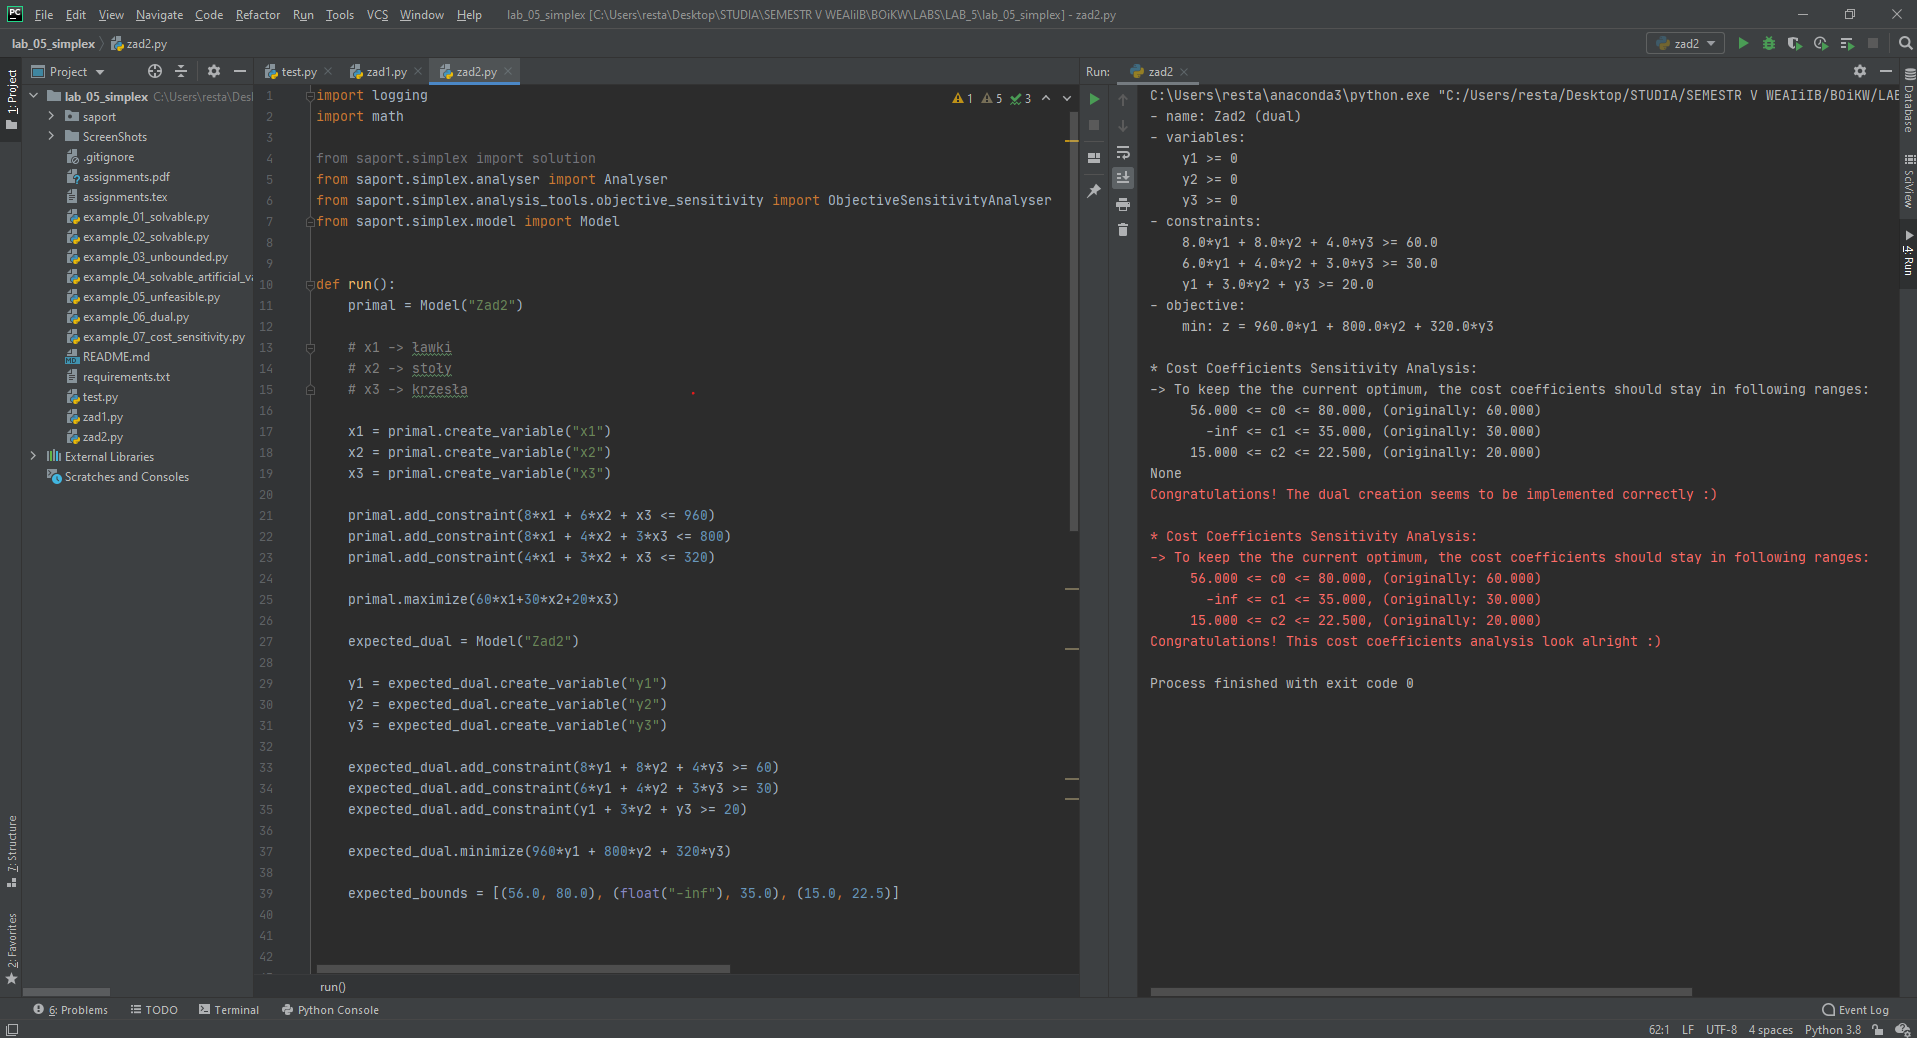 PC File Edit View Navigate Code Refactor Run Tools VCS Window Help lab_05_simplex [C:\Users\resta\Desktop\STUDIA\SEMESTR V WEAIiIB\BOiKW\LABS\LAB_5\lab_05_simplex] - zad2.py
lab_05_simplex zad2.py
zad2
1: Project
7: Structure
2: Favorites
Project
lab_05_simplex C:\Users\resta\Des
saport
ScreenShots
.gitignore
assignments.pdf
assignments.tex
example_01_solvable.py
example_02_solvable.py
example_03_unbounded.py
example_04_solvable_artificial_va
example_05_unfeasible.py
example_06_dual.py
example_07_cost_sensitivity.py
README.md
requirements.txt
test.py
zad1.py
zad2.py
External Libraries
Scratches and Consoles
test.py zad1.py zad2.py
1 5 3
1 import logging
2 import math
3
4 from saport.simplex import solution
5 from saport.simplex.analyser import Analyser
6 from saport.simplex.analysis_tools.objective_sensitivity import ObjectiveSensitivityAnalyser
7 from saport.simplex.model import Model
8
9
10 def run():
11 primal = Model("Zad2")
12
13 # x1 -> ławki
14 # x2 -> stoły
15 # x3 -> krzesła
16
17 x1 = primal.create_variable("x1")
18 x2 = primal.create_variable("x2")
19 x3 = primal.create_variable("x3")
20
21 primal.add_constraint(8*x1 + 6*x2 + x3 <= 960)
22 primal.add_constraint(8*x1 + 4*x2 + 3*x3 <= 800)
23 primal.add_constraint(4*x1 + 3*x2 + x3 <= 320)
24
25 primal.maximize(60*x1+30*x2+20*x3)
26
27 expected_dual = Model("Zad2")
28
29 y1 = expected_dual.create_variable("y1")
30 y2 = expected_dual.create_variable("y2")
31 y3 = expected_dual.create_variable("y3")
32
33 expected_dual.add_constraint(8*y1 + 8*y2 + 4*y3 >= 60)
34 expected_dual.add_constraint(6*y1 + 4*y2 + 3*y3 >= 30)
35 expected_dual.add_constraint(y1 + 3*y2 + y3 >= 20)
36
37 expected_dual.minimize(960*y1 + 800*y2 + 320*y3)
38
39 expected_bounds = [(56.0, 80.0), (float("-inf"), 35.0), (15.0, 22.5)]
40
41
42
run()
Run: zad2
C:\Users\resta\anaconda3\python.exe "C:/Users/resta/Desktop/STUDIA/SEMESTR V WEAIiIB/BOiKW/LAB
- name: Zad2 (dual)
- variables:
y1 >= 0
y2 >= 0
y3 >= 0
- constraints:
8.0*y1 + 8.0*y2 + 4.0*y3 >= 60.0
6.0*y1 + 4.0*y2 + 3.0*y3 >= 30.0
y1 + 3.0*y2 + y3 >= 20.0
- objective:
min: z = 960.0*y1 + 800.0*y2 + 320.0*y3
* Cost Coefficients Sensitivity Analysis:
-> To keep the the current optimum, the cost coefficients should stay in following ranges:
56.000 <= c0 <= 80.000, (originally: 60.000)
-inf <= c1 <= 35.000, (originally: 30.000)
15.000 <= c2 <= 22.500, (originally: 20.000)
None
Congratulations! The dual creation seems to be implemented correctly :)
* Cost Coefficients Sensitivity Analysis:
-> To keep the the current optimum, the cost coefficients should stay in following ranges:
56.000 <= c0 <= 80.000, (originally: 60.000)
-inf <= c1 <= 35.000, (originally: 30.000)
15.000 <= c2 <= 22.500, (originally: 20.000)
Congratulations! This cost coefficients analysis look alright :)
Process finished with exit code 0
Database
SciView
4: Run
6: Problems TODO Terminal Python Console Event Log
62:1 LF UTF-8 4 spaces Python 3.8